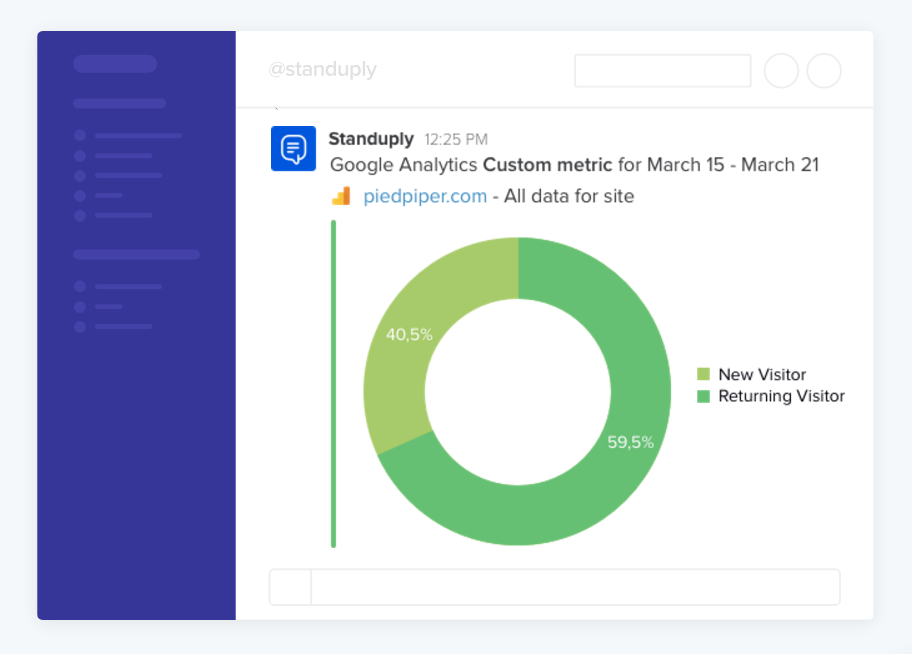 @standuply
Standuply 12:25 PM
Google Analytics Custom metric for March 15 - March 21
piedpiper.com - All data for site
40,5%
New Visitor
Returning Visitor
59,5%